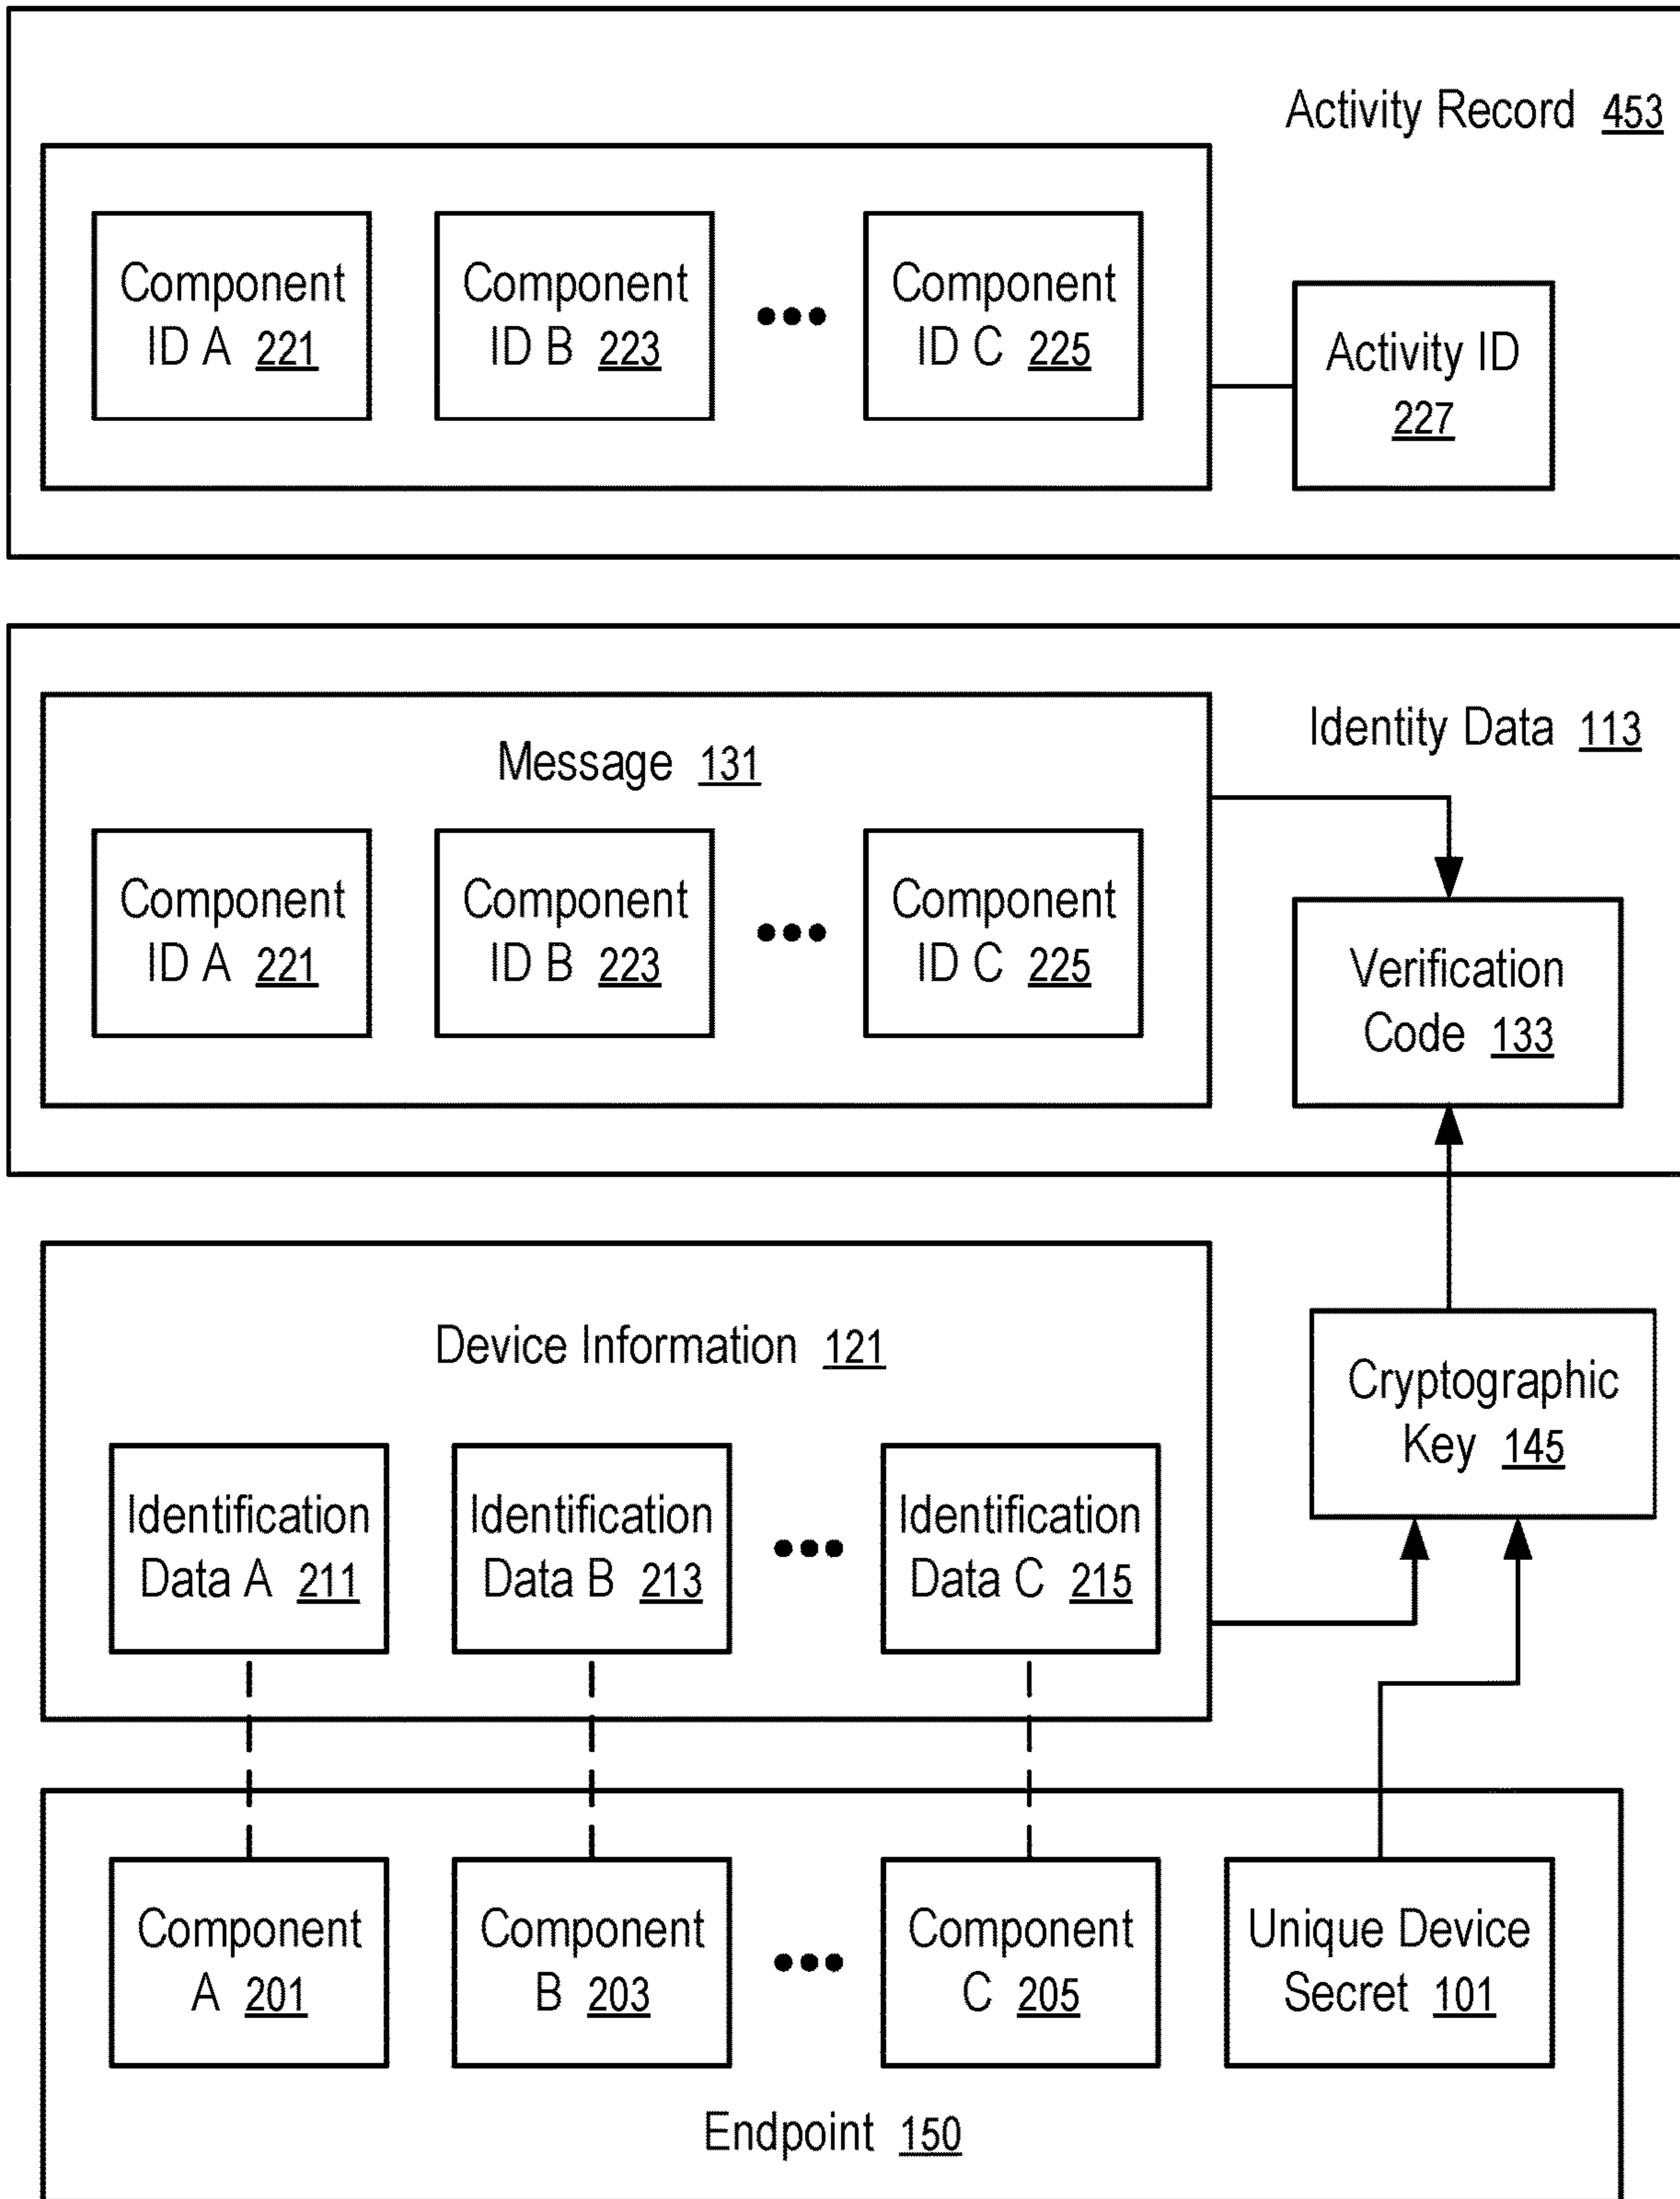 Activity Record 453
Component
ID A 221
Component
ID B 223
Component
ID C 225
Activity ID
227
Identity Data 113
Message 131
Component
ID A 221
Component
ID B 223
Component
ID C 225
Verification
Code 133
Device Information 121
Cryptographic
Key 145
Identification
Data A 211
Identification
Data B 213
Identification
Data C 215
Component
A 201
Component
B 203
Component
C 205
Unique Device
Secret 101
Endpoint 150